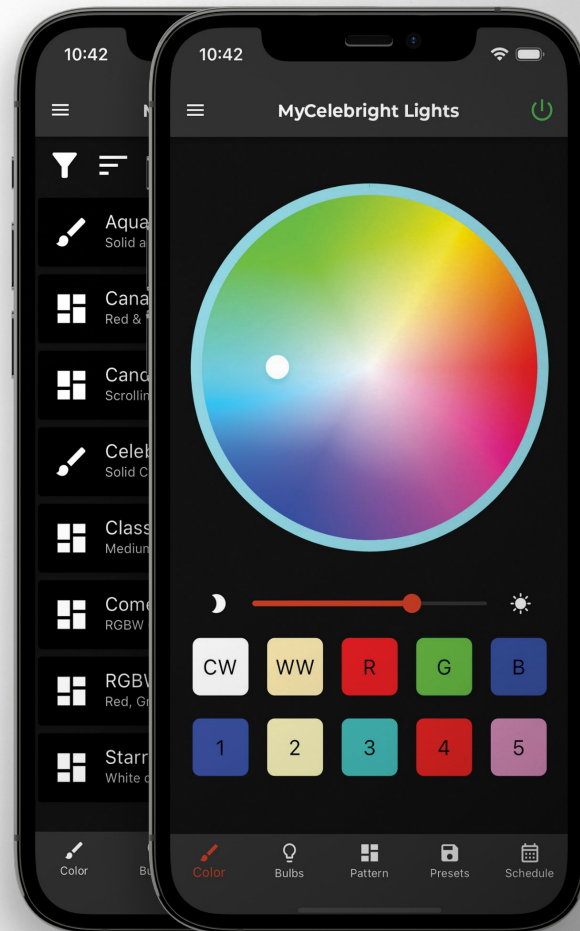 10:42
Aqua
Solid a
Cana
Red &
Cand
Scrollin
Celeb
Solid C
Class
Medium
Come
RGBW
RGBW
Red, Gr
Starr
White o
Color
Bu
10:42
MyCelebright Lights
CW
WW
R
G
B
1
2
3
4
5
Color
Bulbs
Pattern
Presets
Schedule